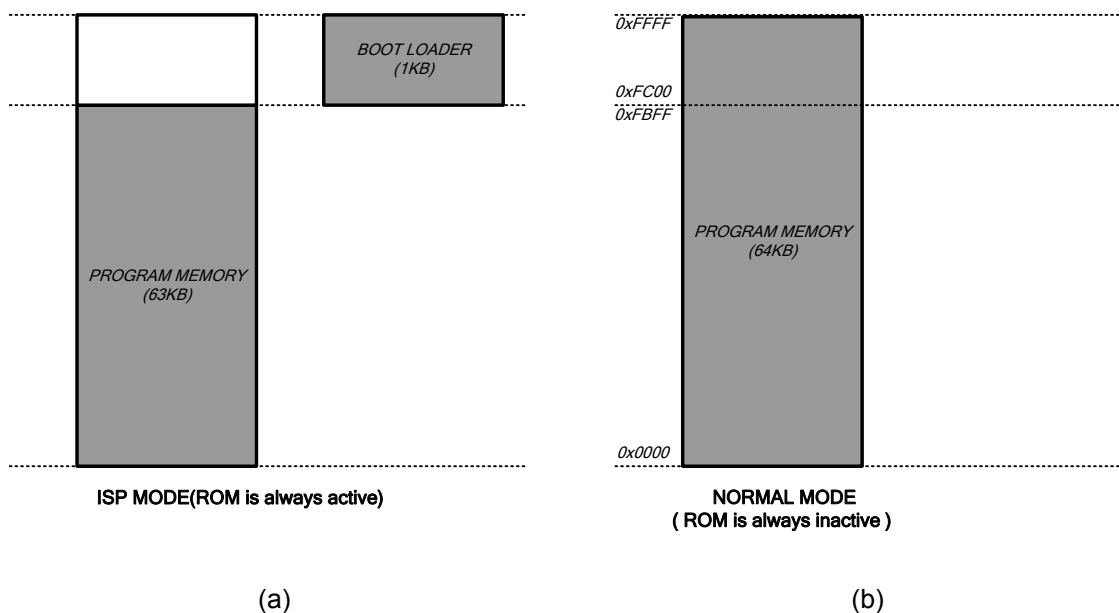 BOOT LOADER
(1KB)
PROGRAM MEMORY
(63KB)
ISP MODE(ROM is always active)
(a)
0xFFFF
0xFC00
0xFBFF
PROGRAM MEMORY
(64KB)
0x0000
NORMAL MODE
( ROM is always inactive )
(b)